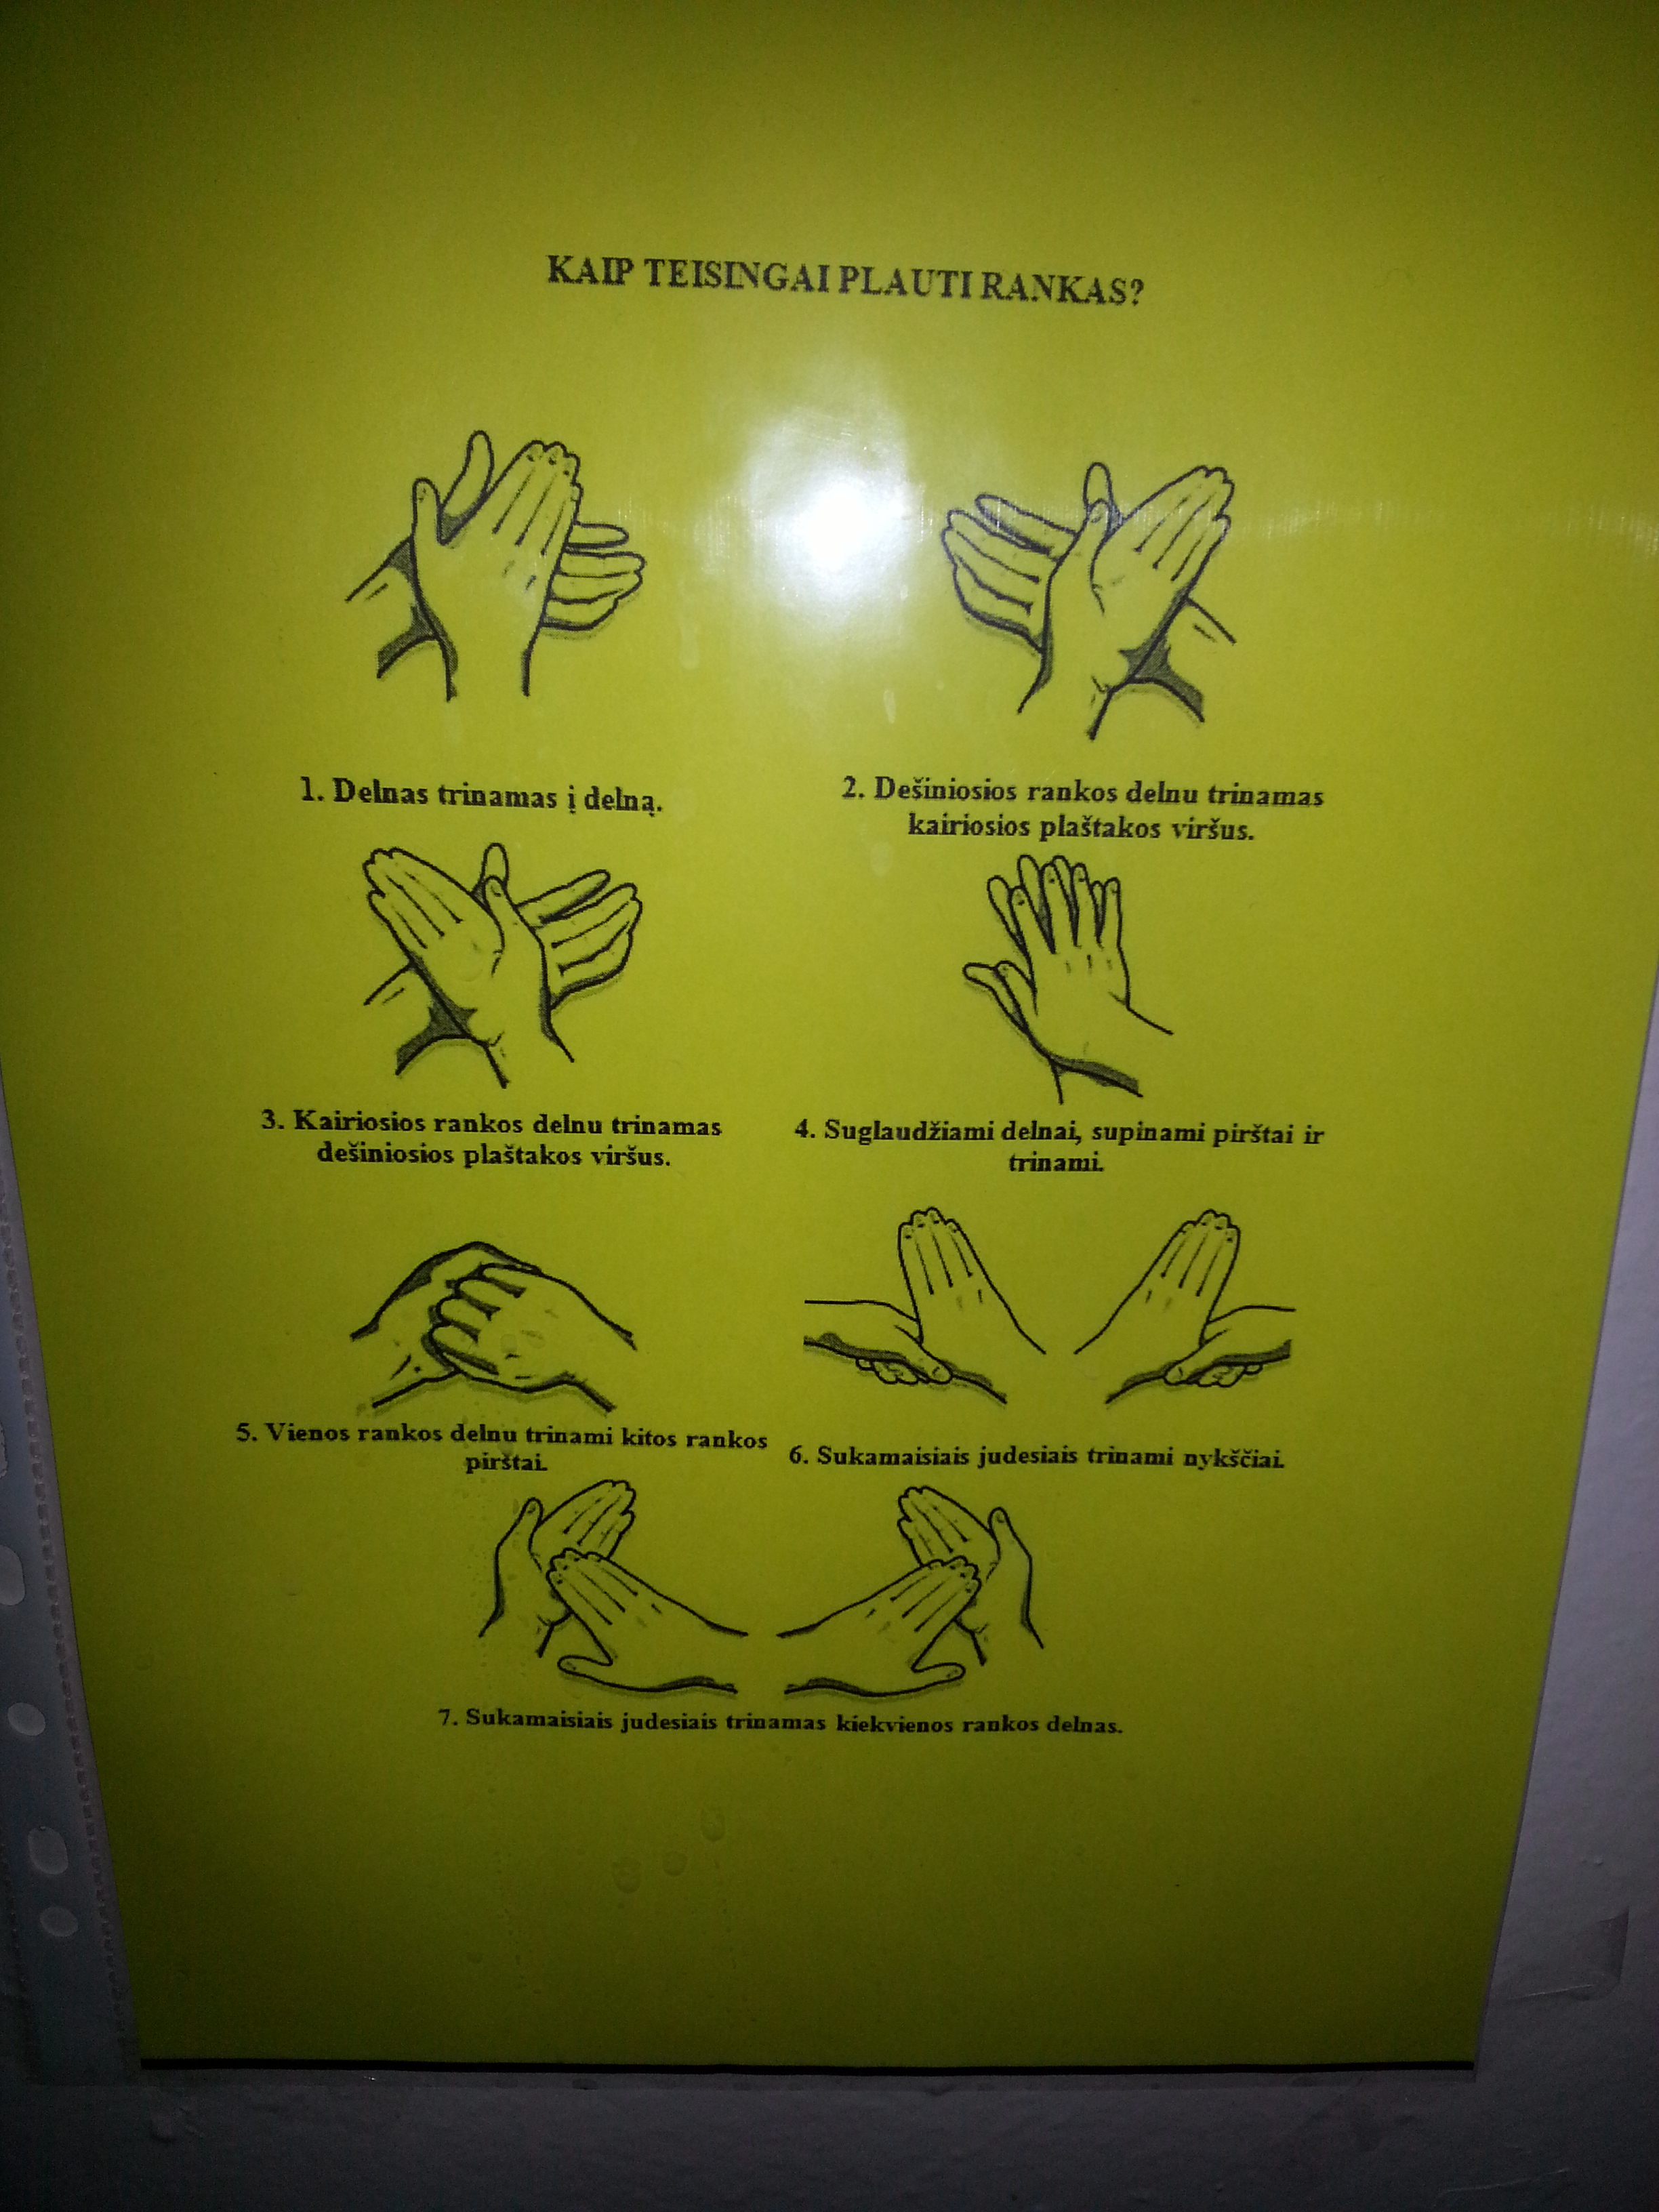 KAIP TEISINGAI PLAUTI RANKAS?
1. Delnas trinamas į delną.
2. Dešiniosios rankos delnu trinamas
kairiosios plaštakos viršus.
3. Kairiosios rankos delnu trinamas
dešiniosios plaštakos viršus.
4. Suglaudžiami delnai, supinami pirštai ir
trinami.
5. Vienos rankos delnu trinami kitos rankos
pirštai.
6. Sukamaisiais judesiais trinami nykščiai.
7. Sukamaisiais judesiais trinamas kiekvienos rankos delnas.